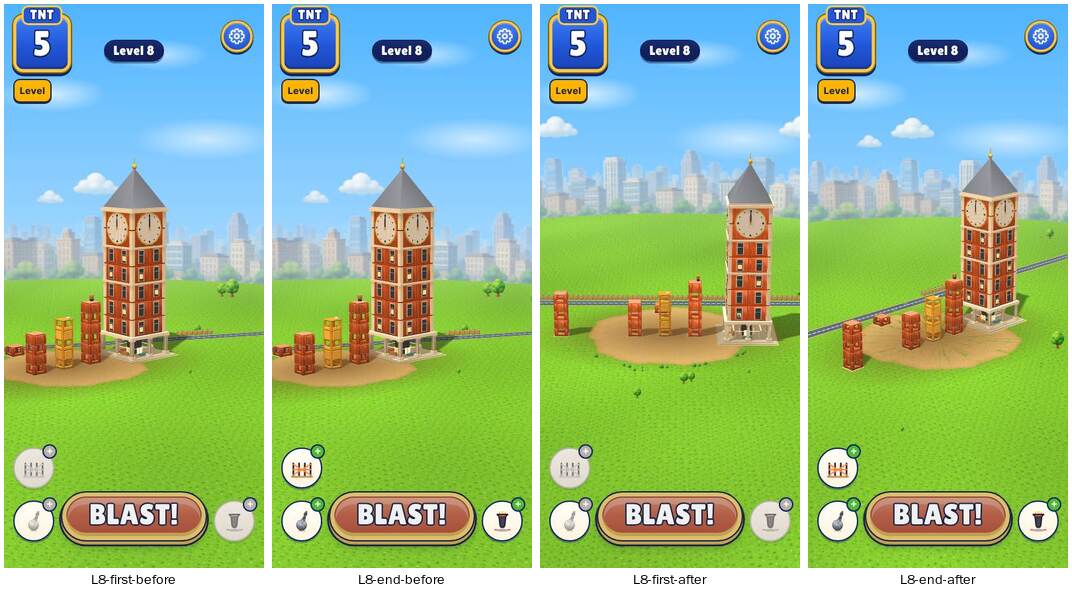 TNT
5
Level 8
Level
BLAST!
L8-first-before
TNT
5
Level 8
Level
BLAST!
L8-end-before
TNT
5
Level 8
Level
BLAST!
L8-first-after
TNT
5
Level 8
Level
BLAST!
L8-end-after